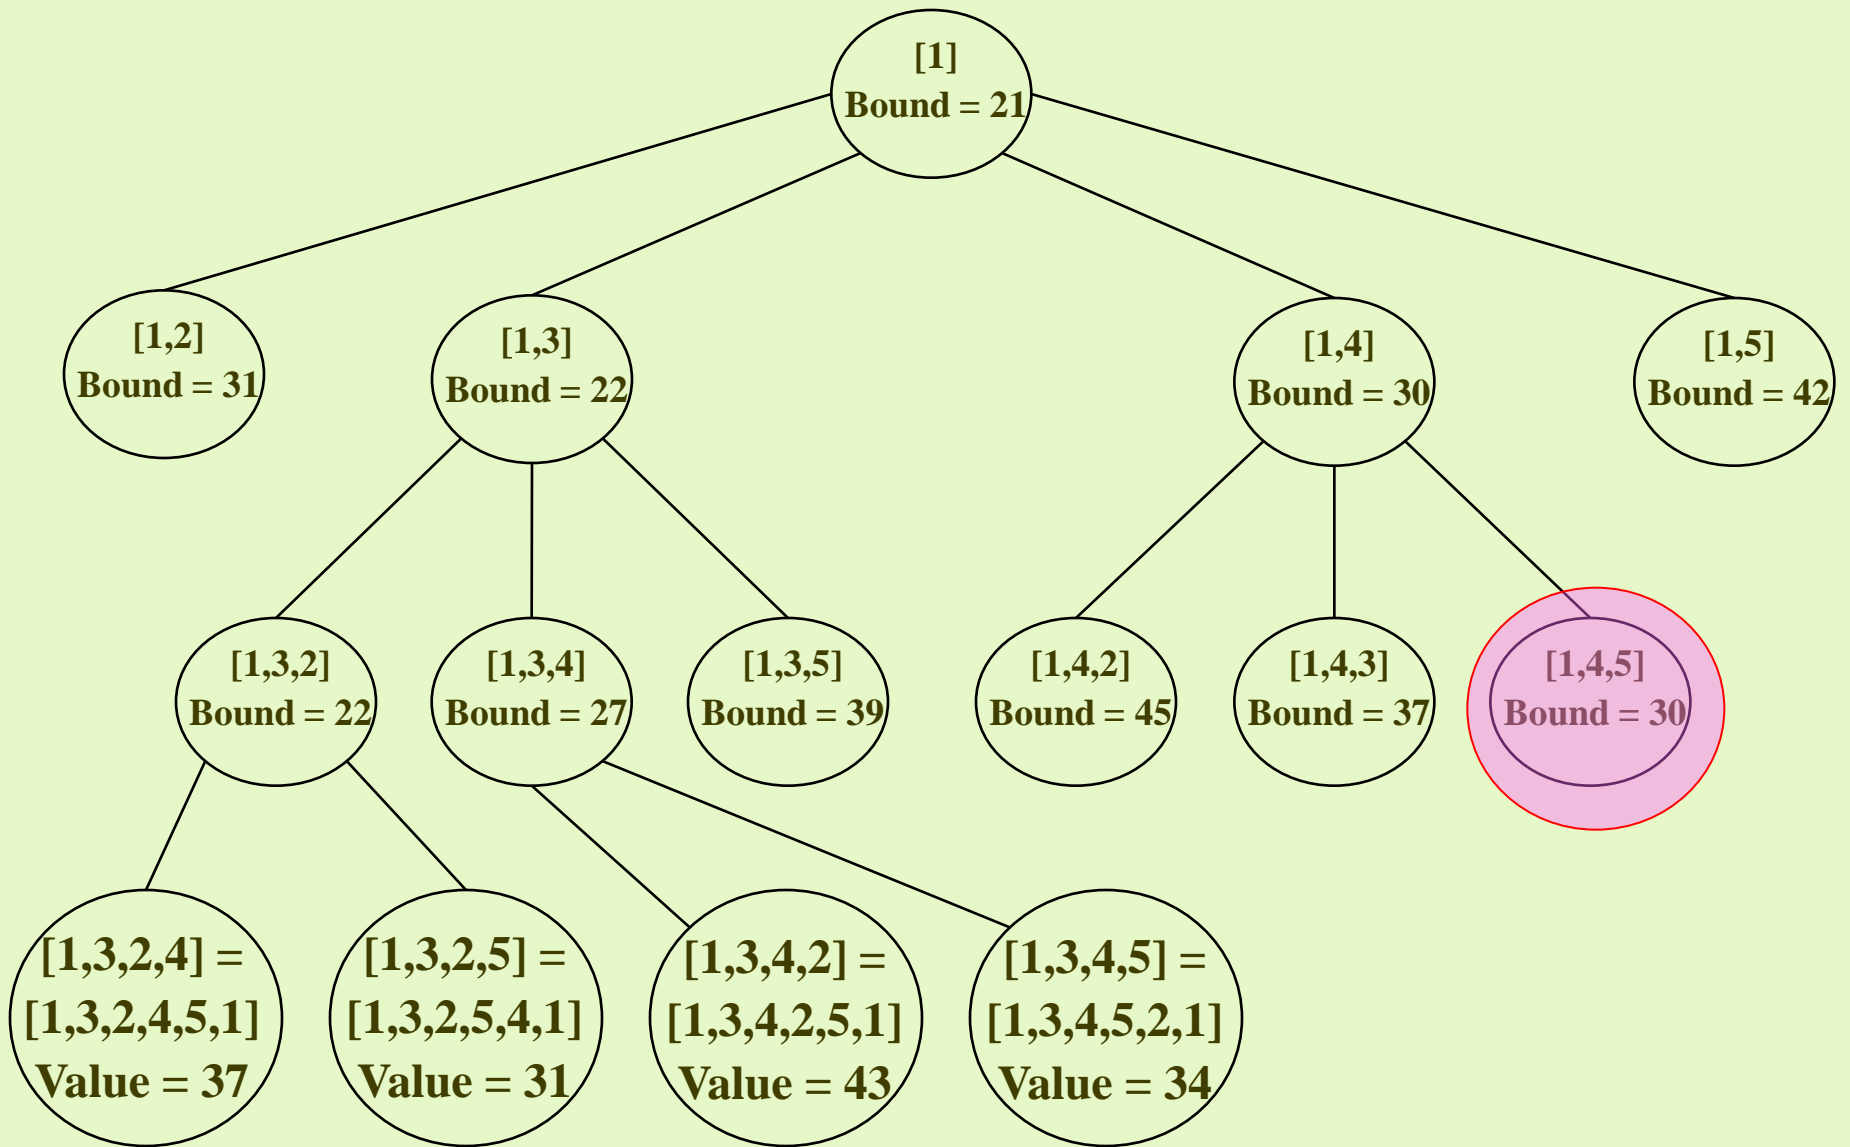 [1]
Bound = 21
[1,2]
Bound = 31
[1,3]
Bound = 22
[1,4]
Bound = 30
[1,5]
Bound = 42
[1,3,2]
Bound = 22
[1,3,4]
Bound = 27
[1,3,5]
Bound = 39
[1,4,2]
Bound = 45
[1,4,3]
Bound = 37
[1,4,5]
Bound = 30
[1,3,2,4] =
[1,3,2,4,5,1]
Value = 37
[1,3,2,5] =
[1,3,2,5,4,1]
Value = 31
[1,3,4,2] =
[1,3,4,2,5,1]
Value = 43
[1,3,4,5] =
[1,3,4,5,2,1]
Value = 34